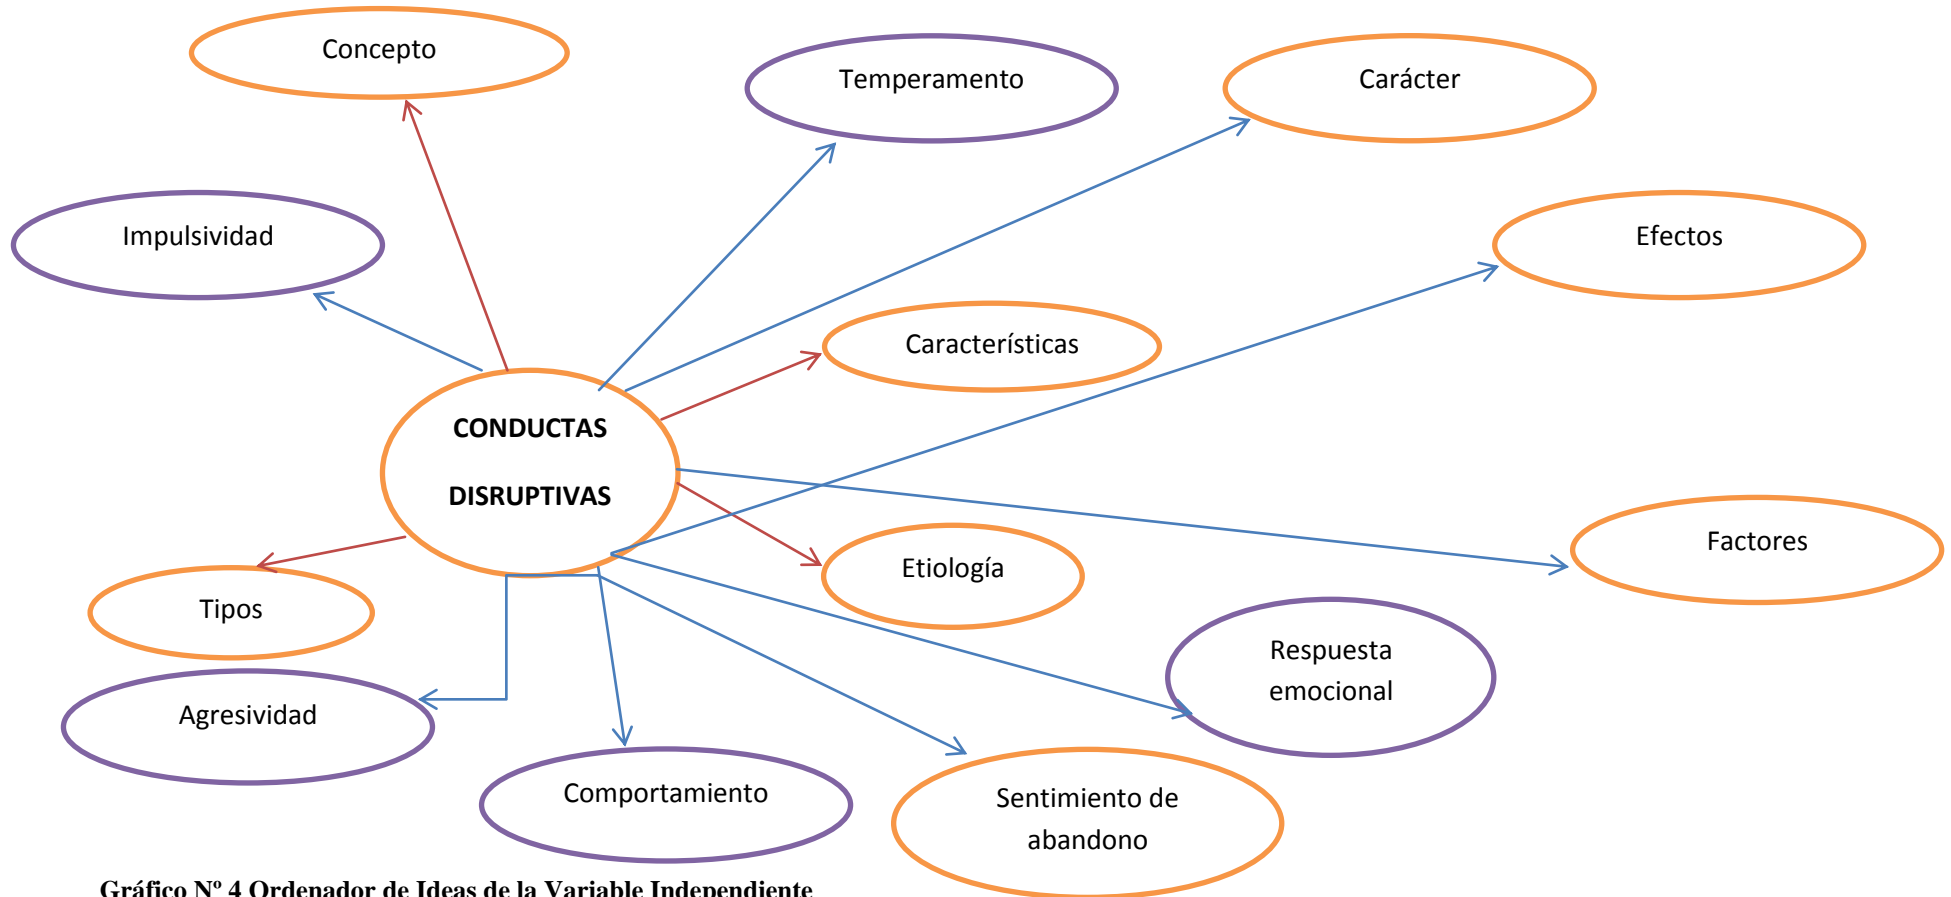 Concepto
Temperamento
Carácter
Impulsividad
Efectos
Características
CONDUCTAS
DISRUPTIVAS
Factores
Etiología
Tipos
Respuesta
emocional
Agresividad
Comportamiento
Sentimiento de
abandono
Gráfico Nº 4 Ordenador de Ideas de la Variable Independiente